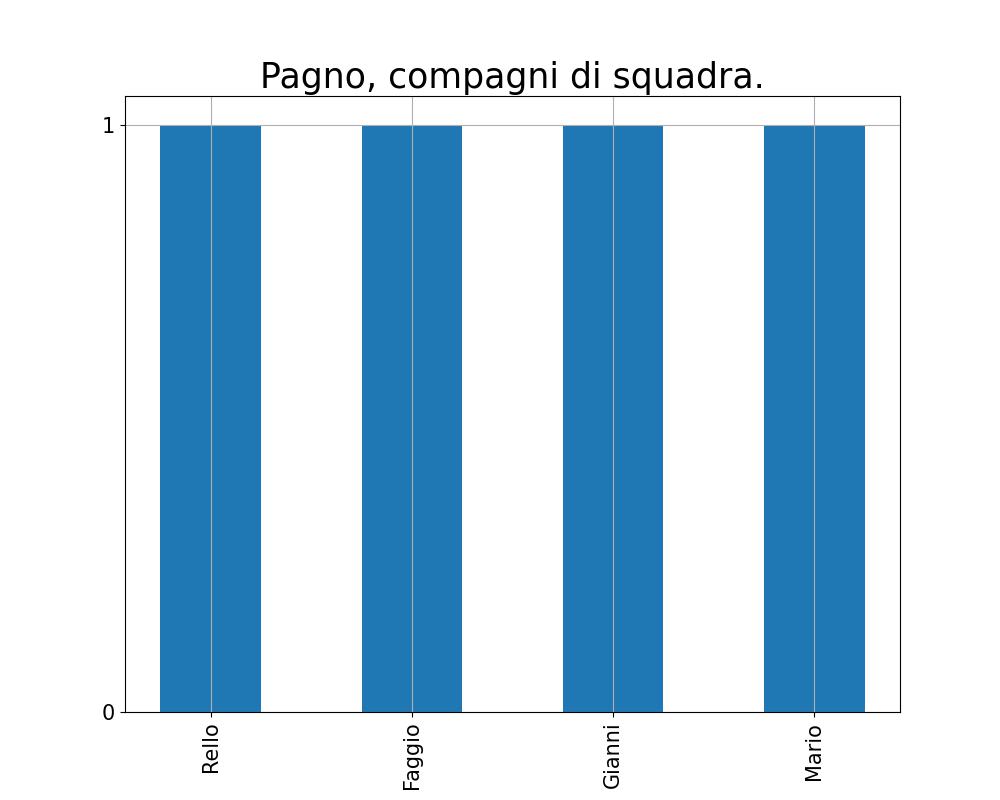 Pagno, compagni di squadra.
1
0
Rello
Faggio
Gianni
Mario